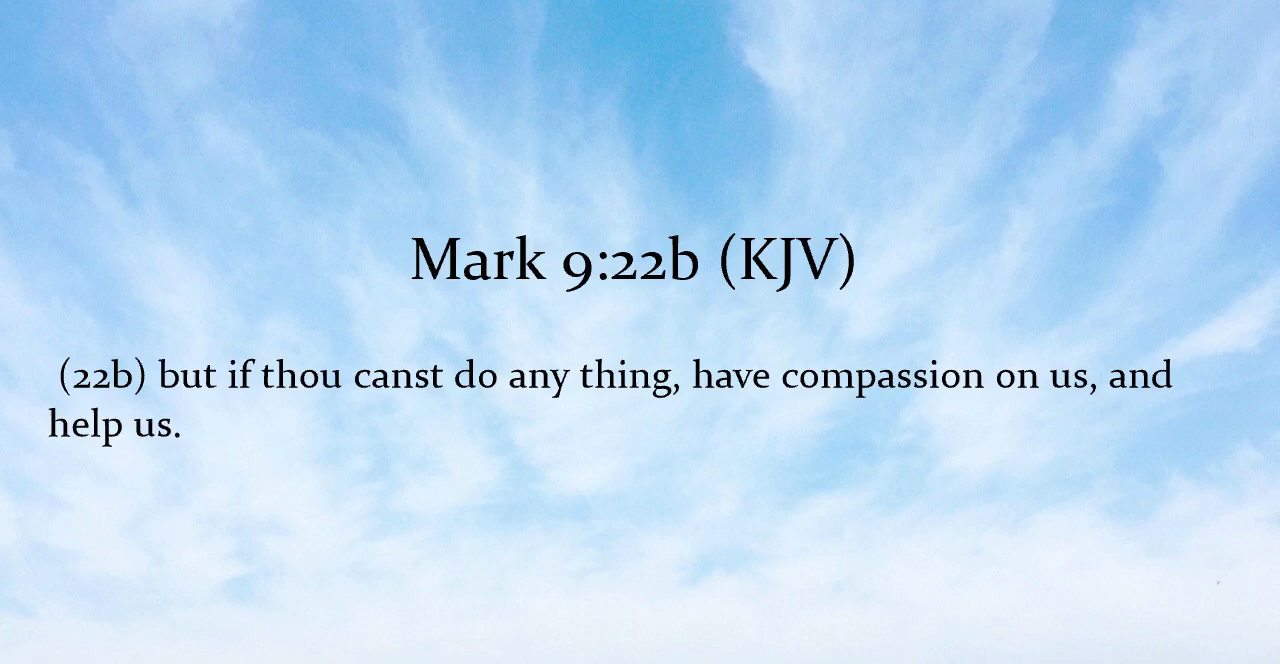 Mark 9:22b (KJV)
(22b) but if thou canst do any thing, have compassion on us, and
help us.